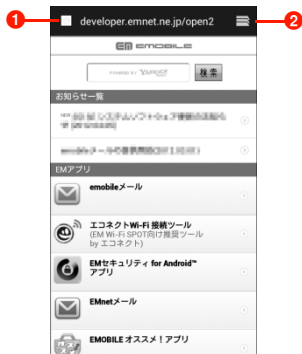 1
developer.emnet.ne.jp/open2
2
EM EMOBILE
POWERED BY YAHOO!
検索
お知らせ一覧
EMアプリ
emobileメール
エコネクトWi-Fi 接続ツール
(EM Wi-Fi SPOT向け推奨ツール
by エコネクト)
EMセキュリティ for Android™
アプリ
EMnetメール
EMOBILE オススメ！アプリ